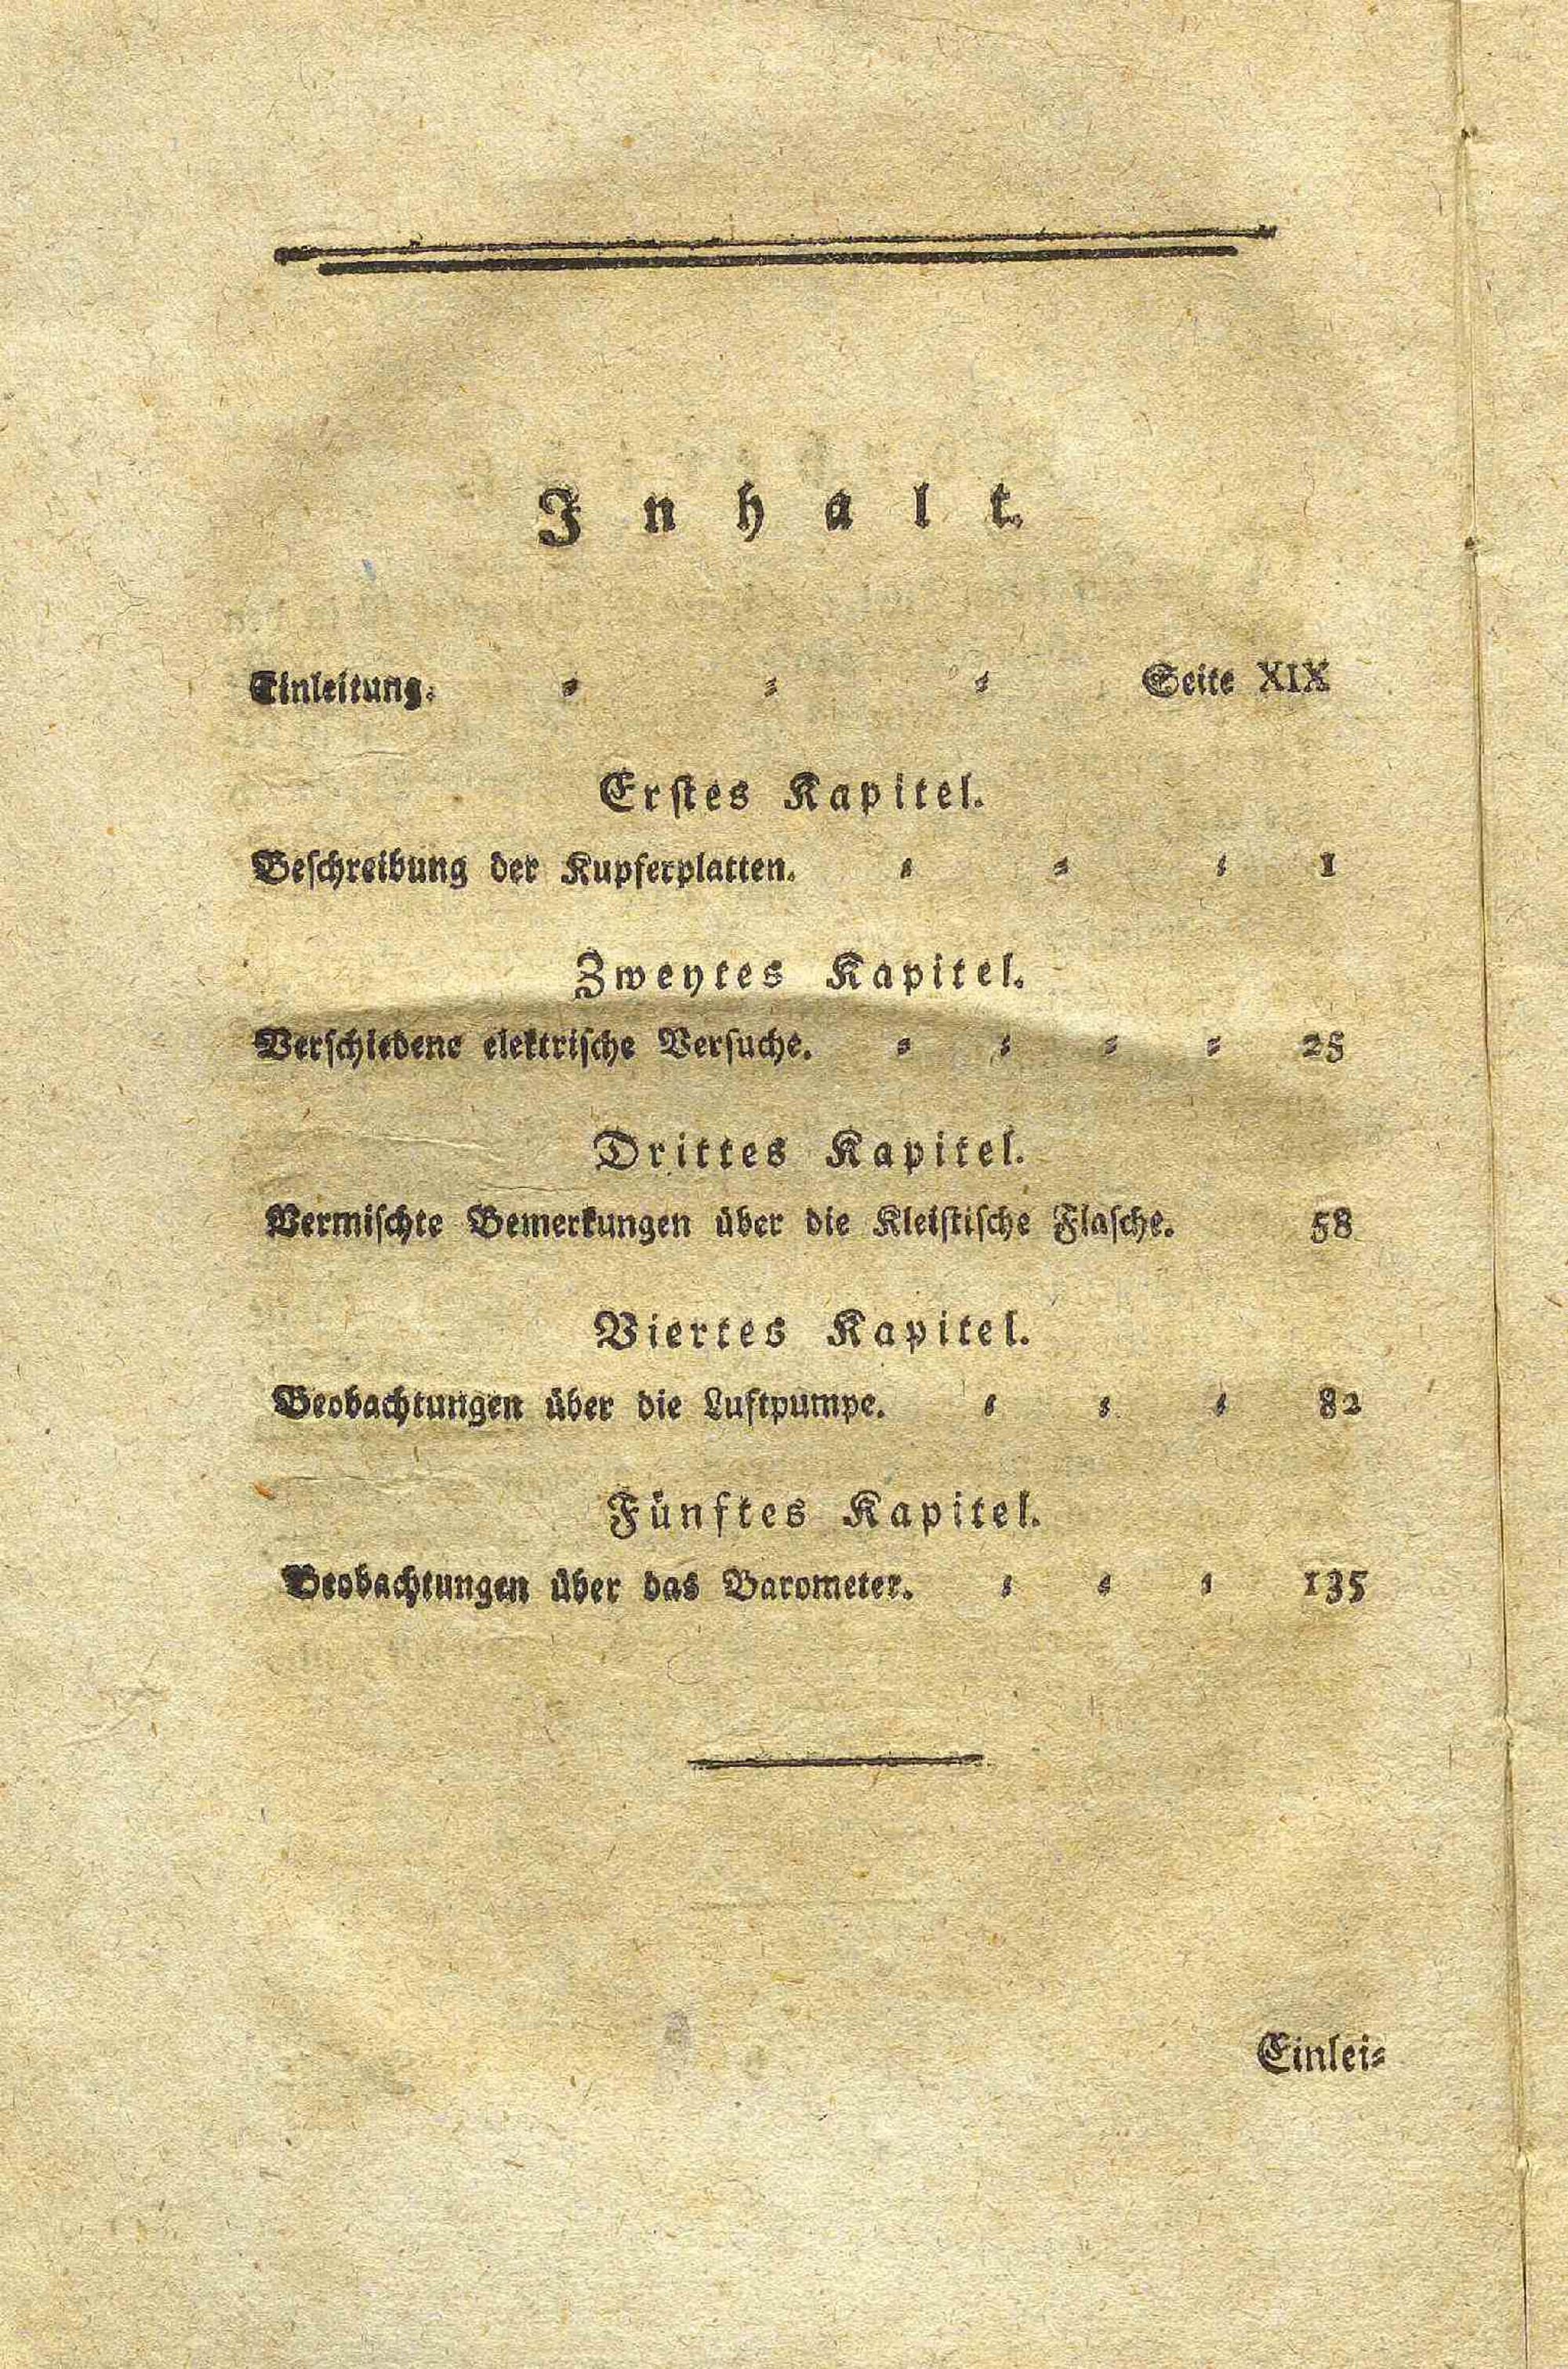 Inhalt.
Einleitung. ⸗ ⸗ ⸗ Seite XIX
Erſtes Kapitel.
Beſchreibung der Kupferplatten. ⸗ ⸗ ⸗ 1
Zweytes Kapitel.
Verſchiedene elektriſche Verſuche. ⸗ ⸗ ⸗ ⸗ 25
Drittes Kapitel.
Vermiſchte Bemerkungen über die Kleiſtiſche Flaſche. 58
Viertes Kapitel.
Beobachtungen über die Luftpumpe. ⸗ ⸗ ⸗ 82
Fünftes Kapitel.
Beobachtungen über das Barometer. ⸗ ⸗ ⸗ 135
Einlei⸗